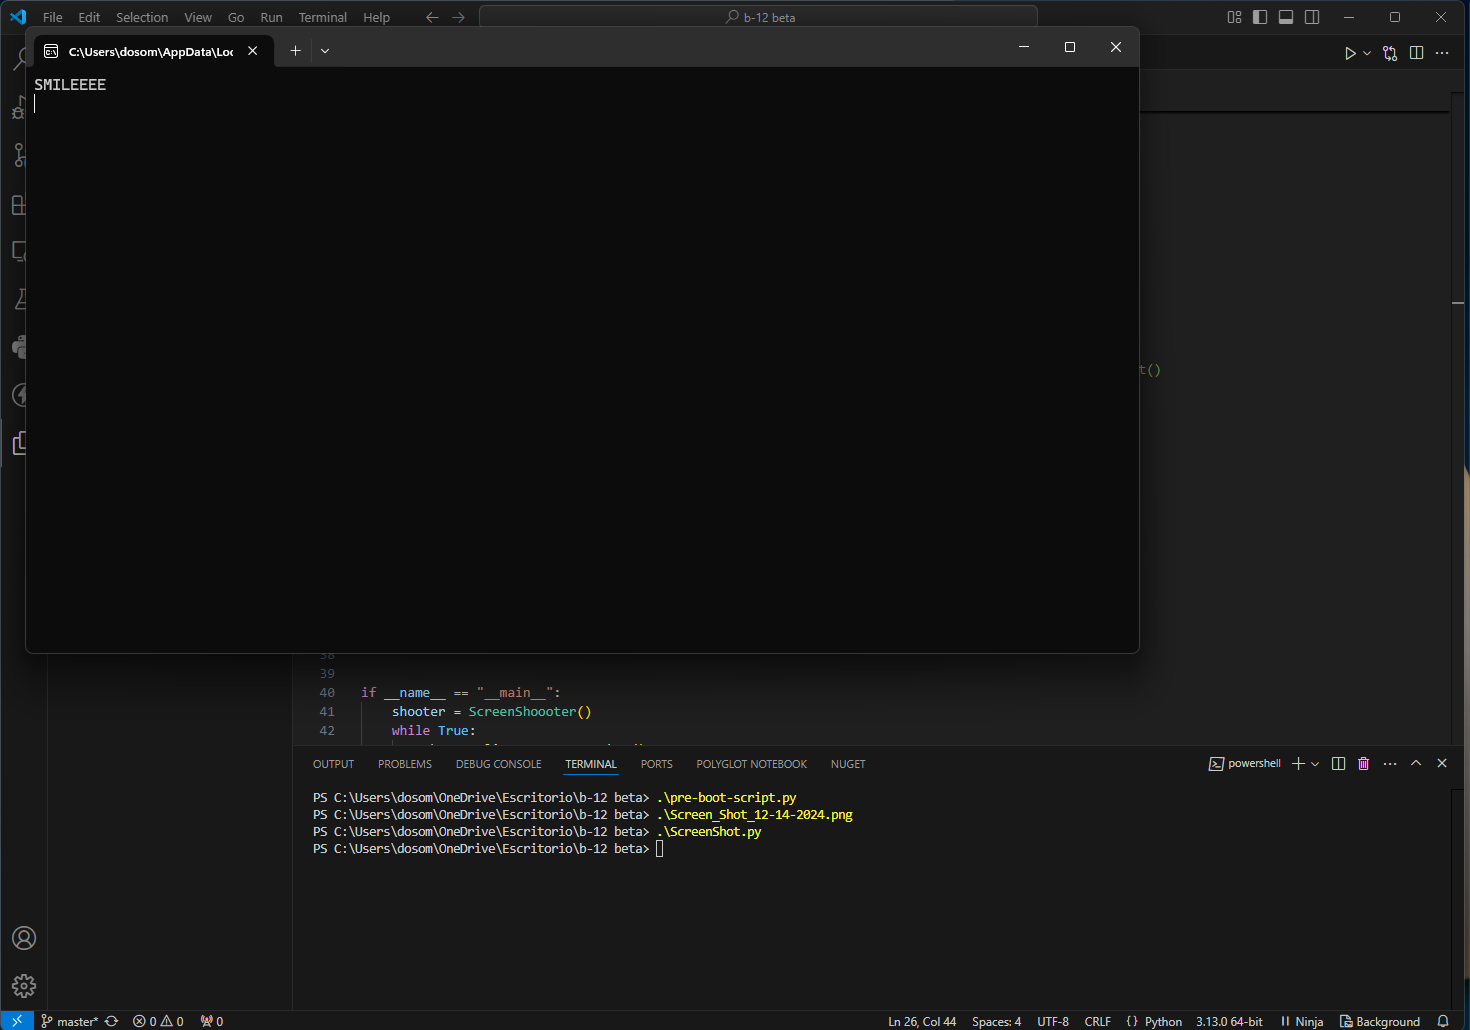 File Edit Selection View Go Run Terminal Help
b-12 beta
C:\Users\dosom\AppData\Loc
SMILEEEE
t()
38
39
40 if __name__ == "__main__":
41 shooter = ScreenShoooter()
42 while True:
OUTPUT PROBLEMS DEBUG CONSOLE TERMINAL PORTS POLYGLOT NOTEBOOK NUGET
powershell
PS C:\Users\dosom\OneDrive\Escritorio\b-12 beta> .\pre-boot-script.py
PS C:\Users\dosom\OneDrive\Escritorio\b-12 beta> .\Screen_Shot_12-14-2024.png
PS C:\Users\dosom\OneDrive\Escritorio\b-12 beta> .\ScreenShot.py
PS C:\Users\dosom\OneDrive\Escritorio\b-12 beta>
master* 0 0 0 Ln 26, Col 44 Spaces: 4 UTF-8 CRLF {} Python 3.13.0 64-bit Ninja Background